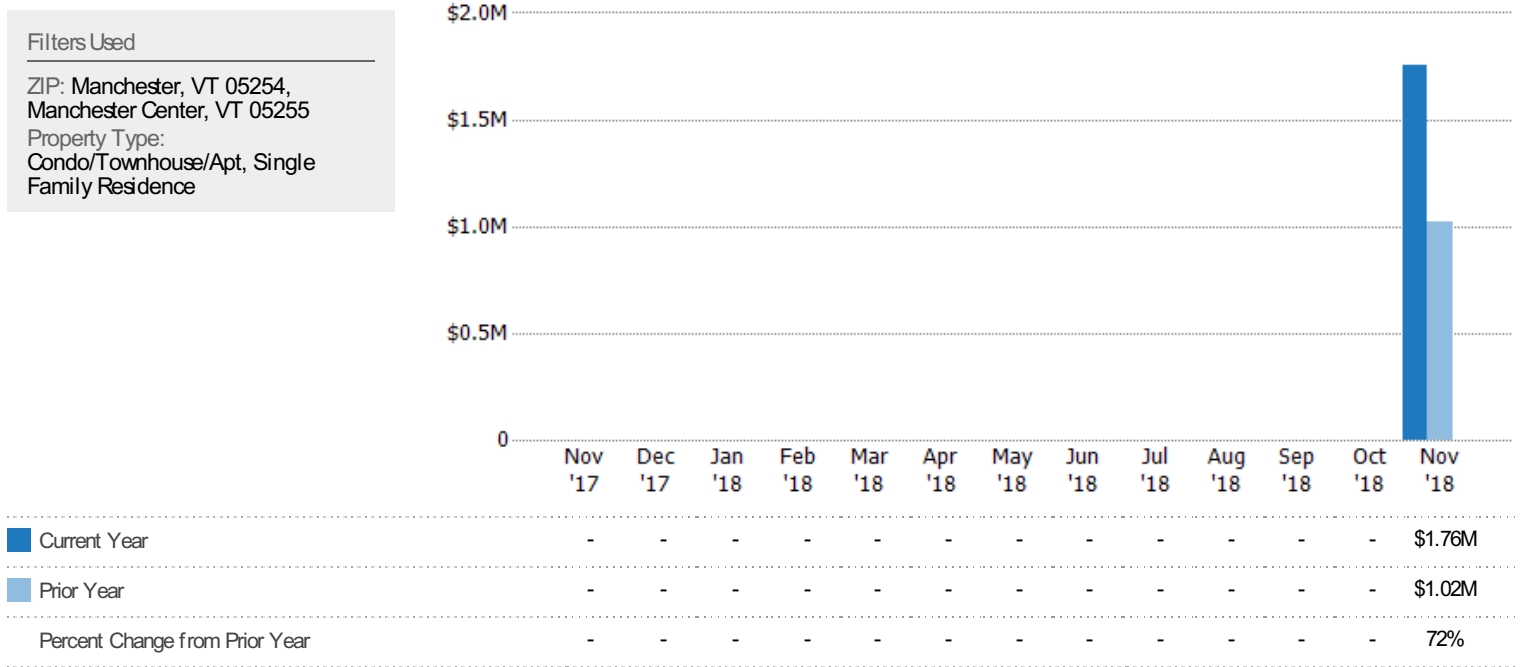 Filters Used
ZIP: Manchester, VT 05254,
Manchester Center, VT 05255
Property Type:
Condo/Townhouse/Apt, Single
Family Residence
$2.0M
$1.5M
$1.0M
$0.5M
0
Nov Dec Jan Feb Mar Apr May Jun Jul Aug Sep Oct Nov
'17 '17 '18 '18 '18 '18 '18 '18 '18 '18 '18 '18 '18
Current Year - - - - - - - - - - - - $1.76M
Prior Year - - - - - - - - - - - - $1.02M
Percent Change from Prior Year - - - - - - - - - - - - 72%